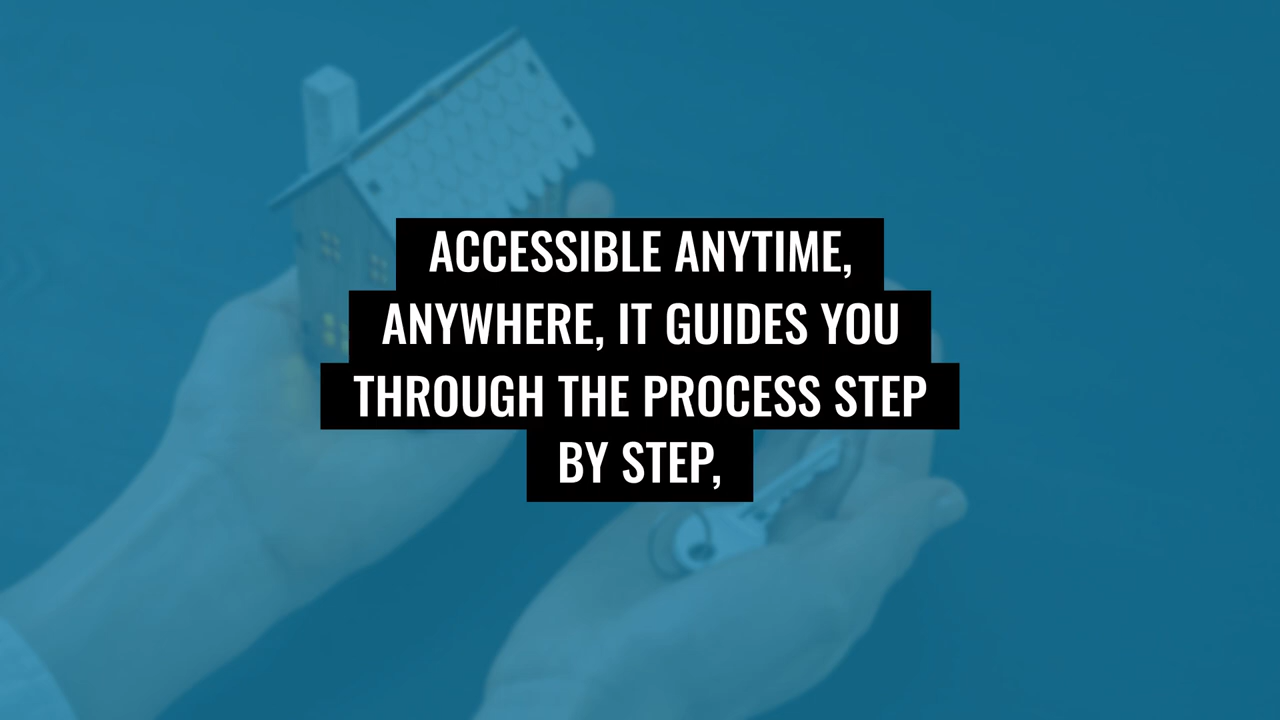 ACCESSIBLE ANYTIME,
ANYWHERE, IT GUIDES YOU
THROUGH THE PROCESS STEP
BY STEP,